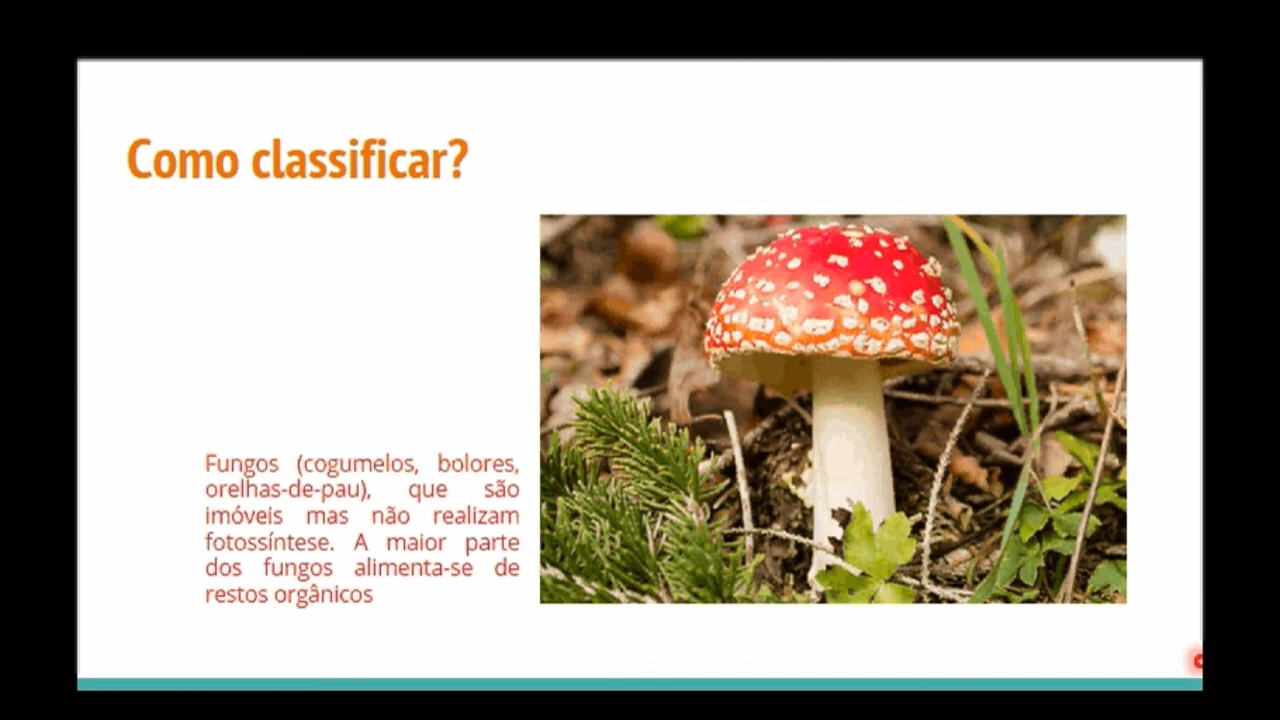 Como classificar?
Fungos (cogumelos, bolores,
orelhas-de-pau), que são
imóveis mas não realizam
fotossíntese. A maior parte
dos fungos alimenta-se de
restos orgânicos